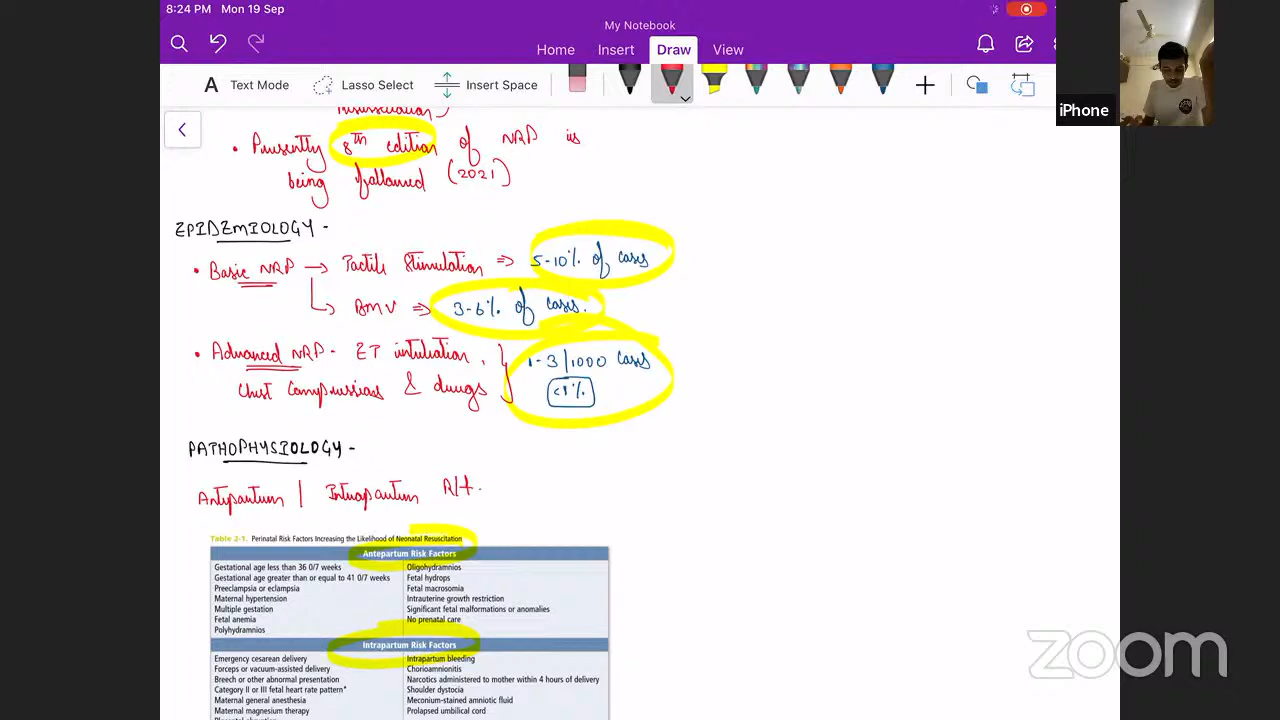 8:24 PM Mon 19 Sep
My Notebook
Home Insert Draw View
Text Mode Lasso Select Insert Space
iPhone
• Presently 8th edition of NRP is
being followed (2021)
EPIDEMIOLOGY -
• Basic NRP → Tactile Stimulation ⇒ 5-10% of cases
BMV ⇒ 3-6% of cases.
• Advanced NRP - ET intubation, 1-3/1000 cases
Chest Compressions & drugs <1%
PATHOPHYSIOLOGY -
Antepartum | Intrapartum R/f.
Table 2-1. Perinatal Risk Factors Increasing the Likelihood of Neonatal Resuscitation
Antepartum Risk Factors
Gestational age less than 36 0/7 weeks Oligohydramnios
Gestational age greater than or equal to 41 0/7 weeks Fetal hydrops
Preeclampsia or eclampsia Fetal macrosomia
Maternal hypertension Intrauterine growth restriction
Multiple gestation Significant fetal malformations or anomalies
Fetal anemia No prenatal care
Polyhydramnios
Intrapartum Risk Factors
Emergency cesarean delivery Intrapartum bleeding
Forceps or vacuum-assisted delivery Chorioamnionitis
Breech or other abnormal presentation Narcotics administered to mother within 4 hours of delivery
Category II or III fetal heart rate pattern* Shoulder dystocia
Maternal general anesthesia Meconium-stained amniotic fluid
Maternal magnesium therapy Prolapsed umbilical cord
zoom